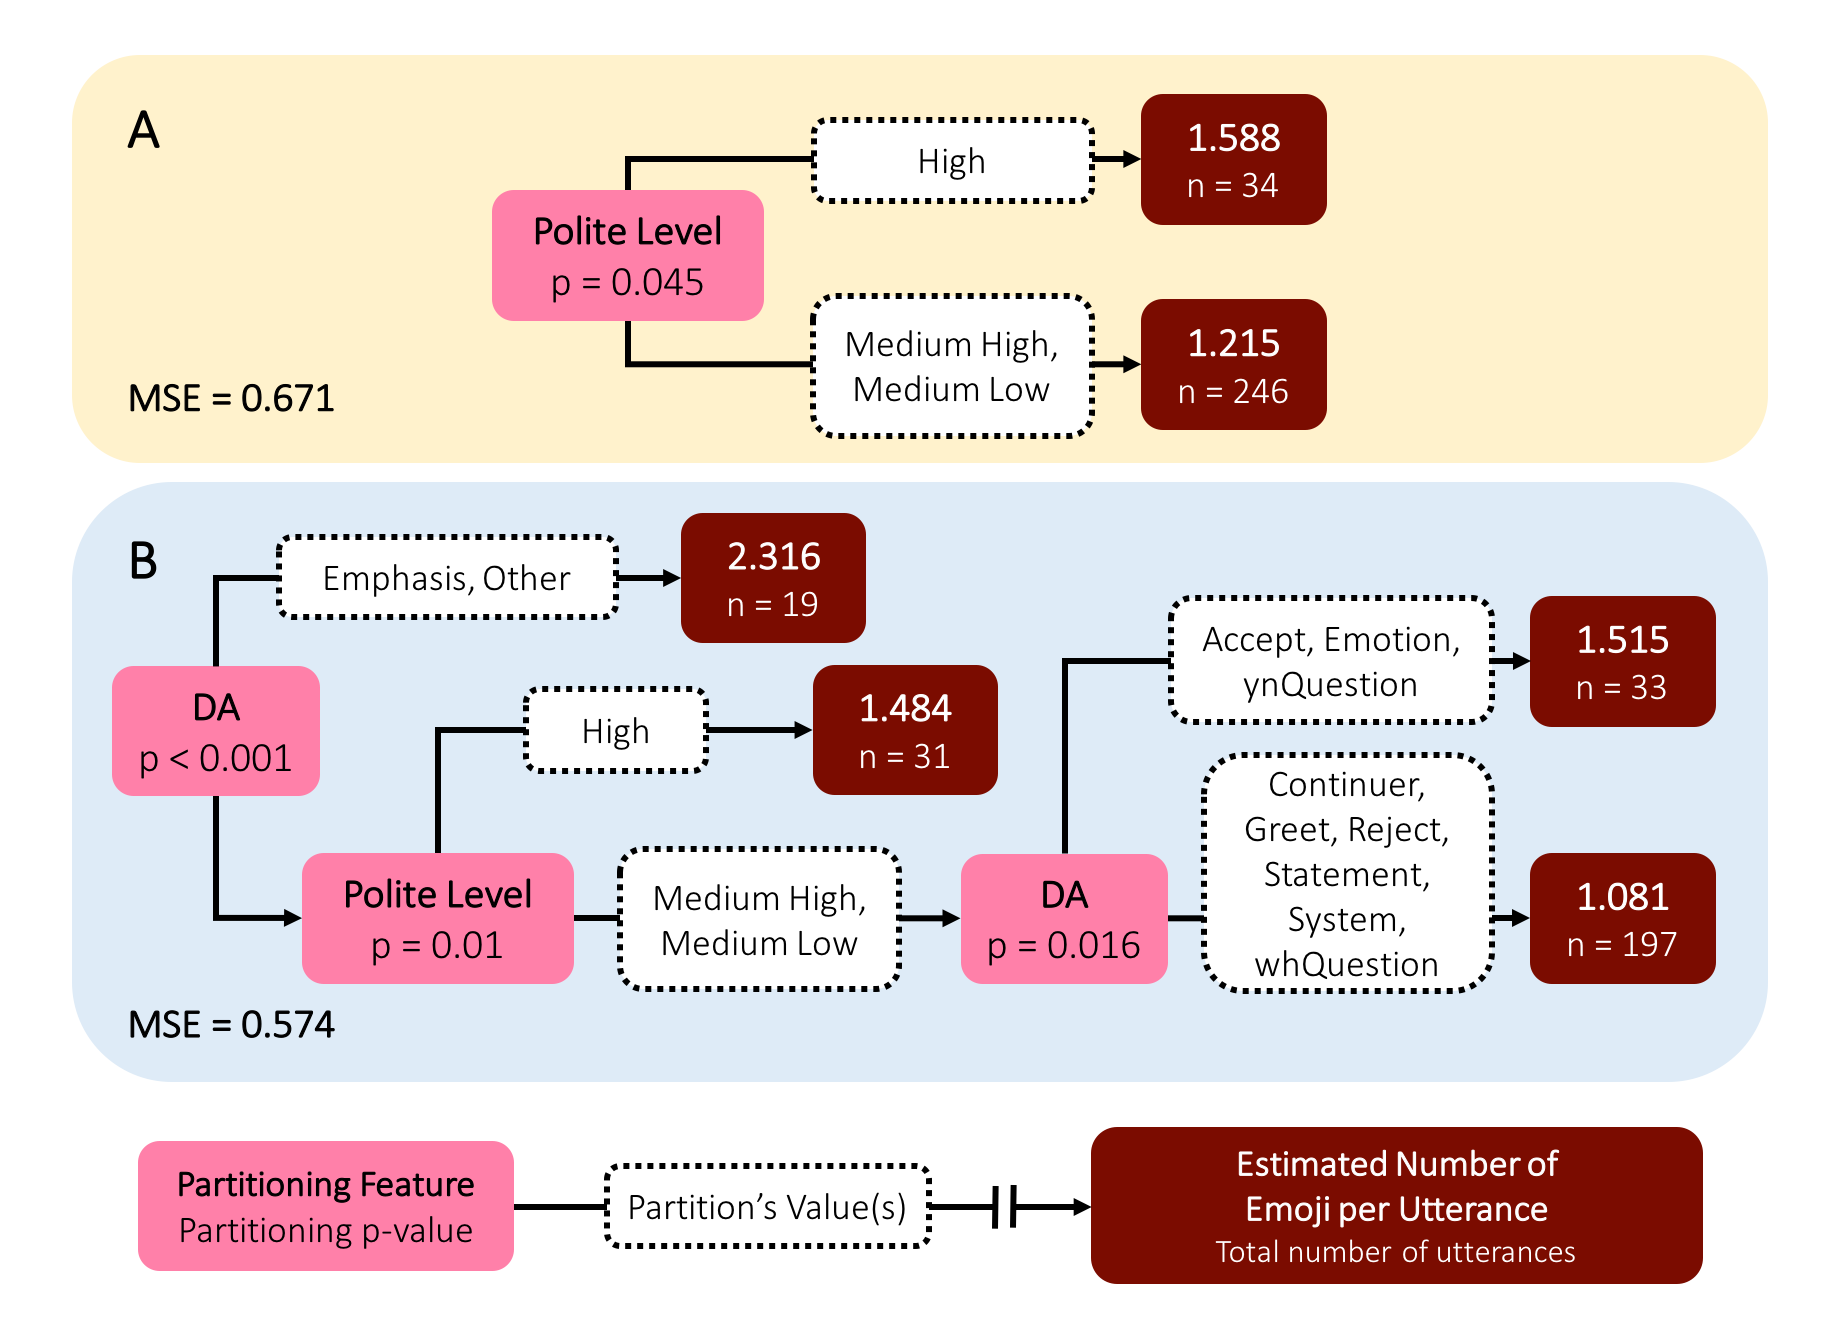 A
High
1.588
n = 34
Polite Level
p = 0.045
Medium High,
Medium Low
1.215
n = 246
MSE = 0.671
B
Emphasis, Other
2.316
n = 19
DA
p < 0.001
High
1.484
n = 31
Polite Level
p = 0.01
Medium High,
Medium Low
DA
p = 0.016
Accept, Emotion,
ynQuestion
1.515
n = 33
Continuer,
Greet, Reject,
Statement,
System,
whQuestion
1.081
n = 197
MSE = 0.574
Partitioning Feature
Partitioning p-value
Partition’s Value(s)
Estimated Number of
Emoji per Utterance
Total number of utterances